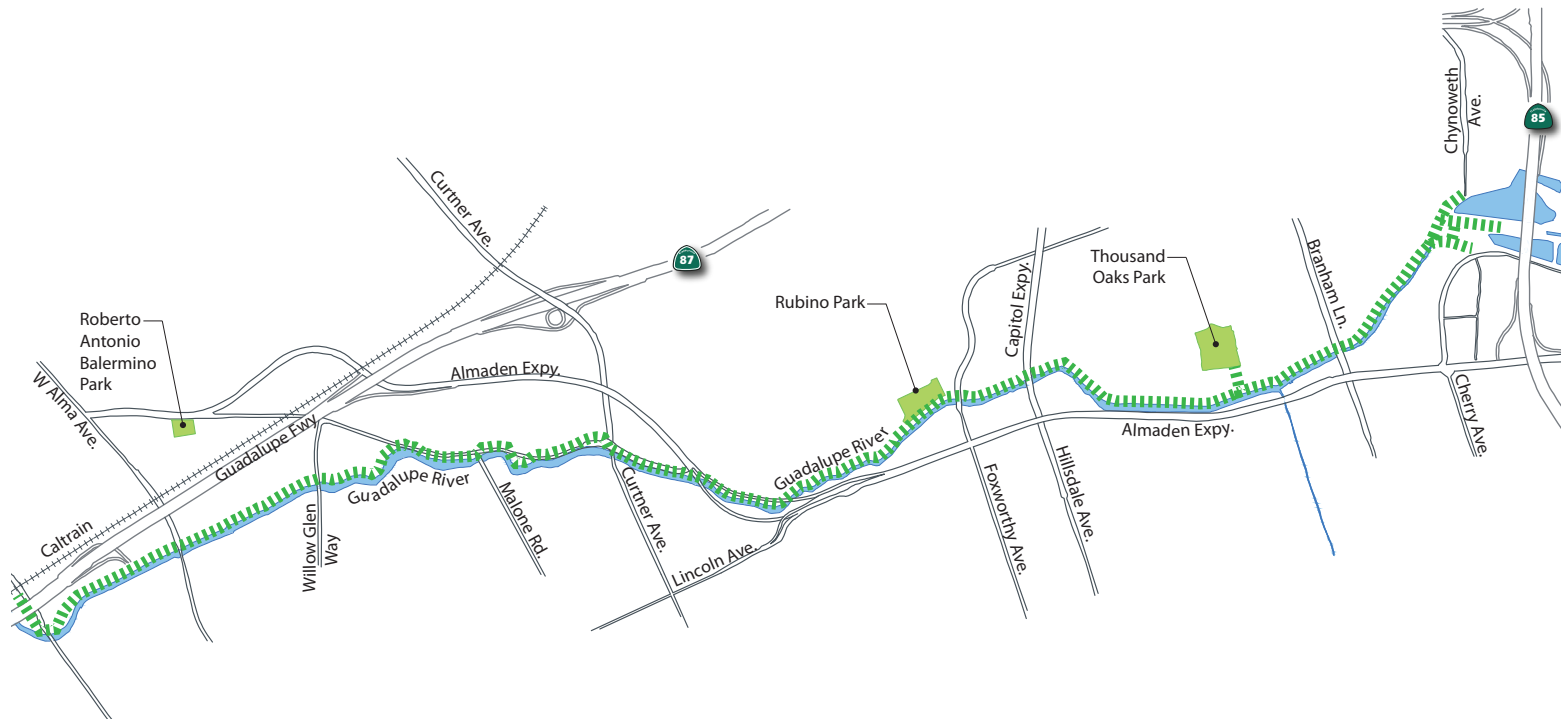 Chynoweth
Ave.
85
Curtner Ave.
87
Thousand
Oaks Park
Branham Ln.
Capitol Expy.
Rubino Park
Roberto
Antonio
Balermino
Park
W Alma Ave.
Almaden Expy.
Guadalupe Fwy
Guadalupe River
Guadalupe River
Almaden Expy.
Cherry Ave.
Caltrain
Willow Glen
Way
Malone Rd.
Curtner Ave.
Lincoln Ave.
Foxworthy Ave.
Hillsdale Ave.